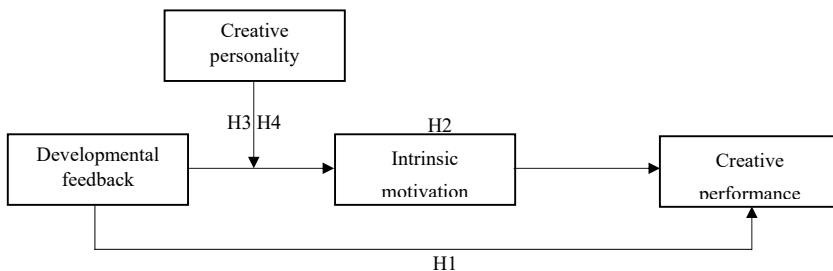 Creative
personality
H3 H4
H2
Developmental
feedback
Intrinsic
motivation
Creative
performance
H1